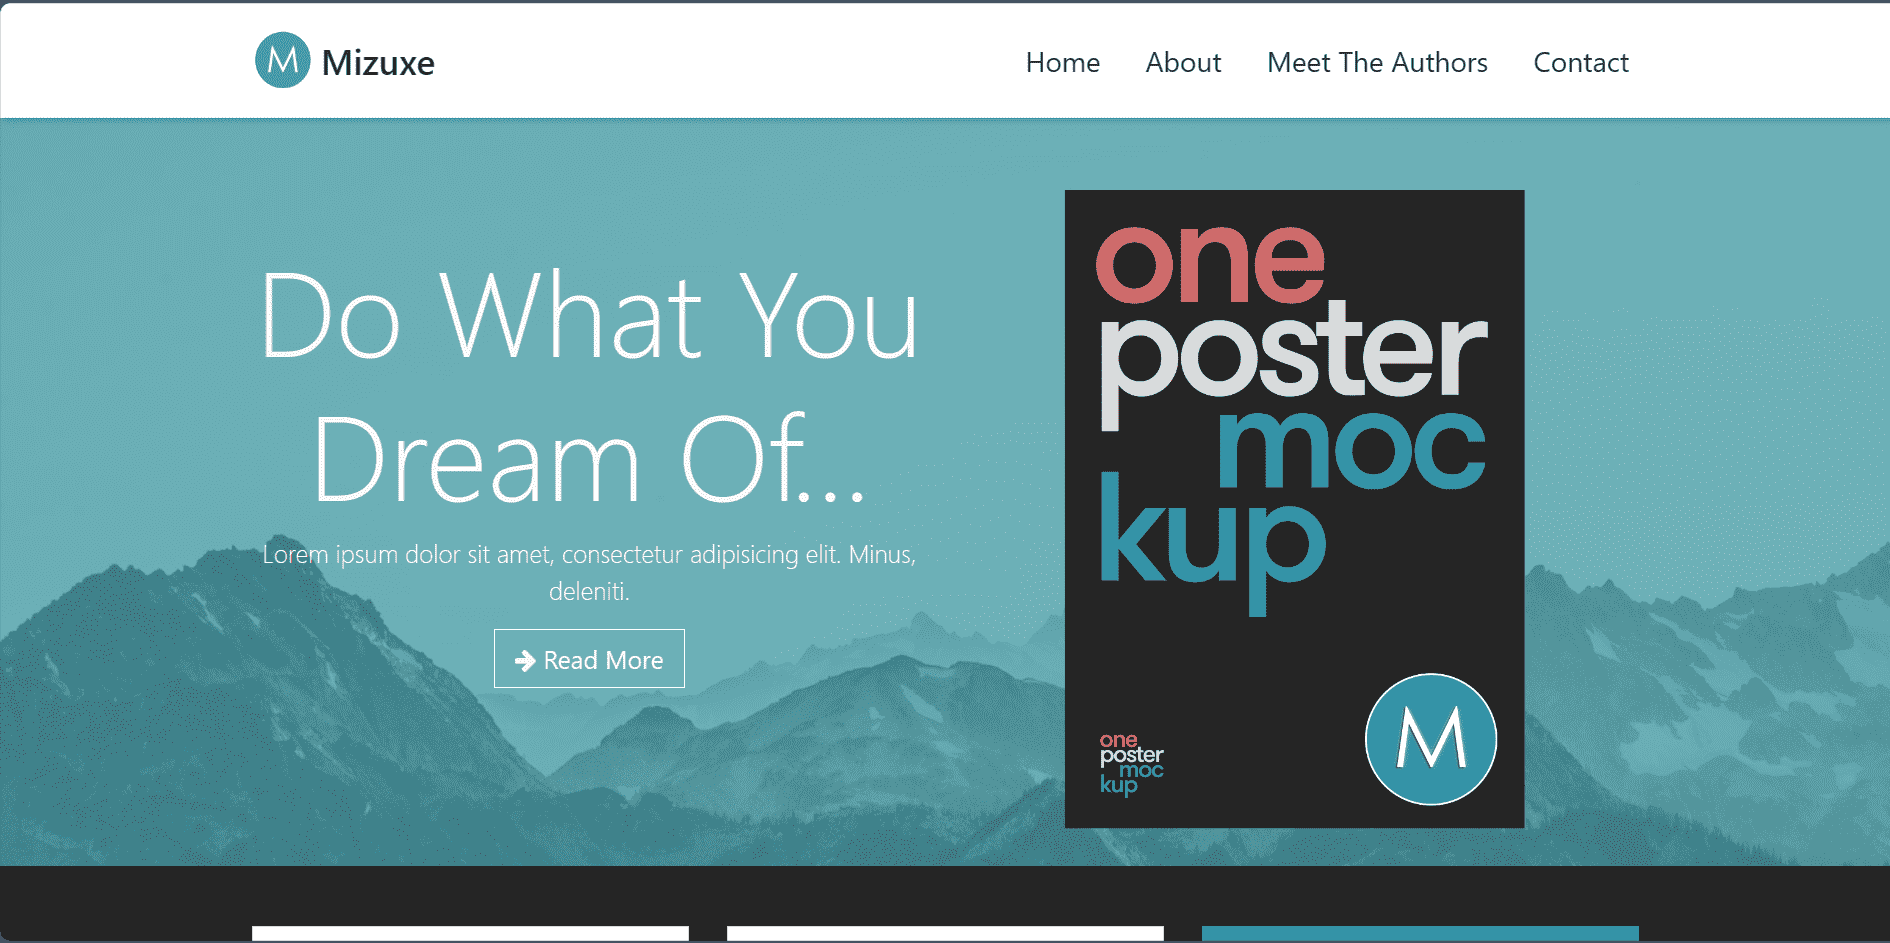 M Mizuxe
Home About Meet The Authors Contact
Do What You
Dream Of...
Lorem ipsum dolor sit amet, consectetur adipisicing elit. Minus,
deleniti.
Read More
one
poster
moc
kup
one
poster
moc
kup
M